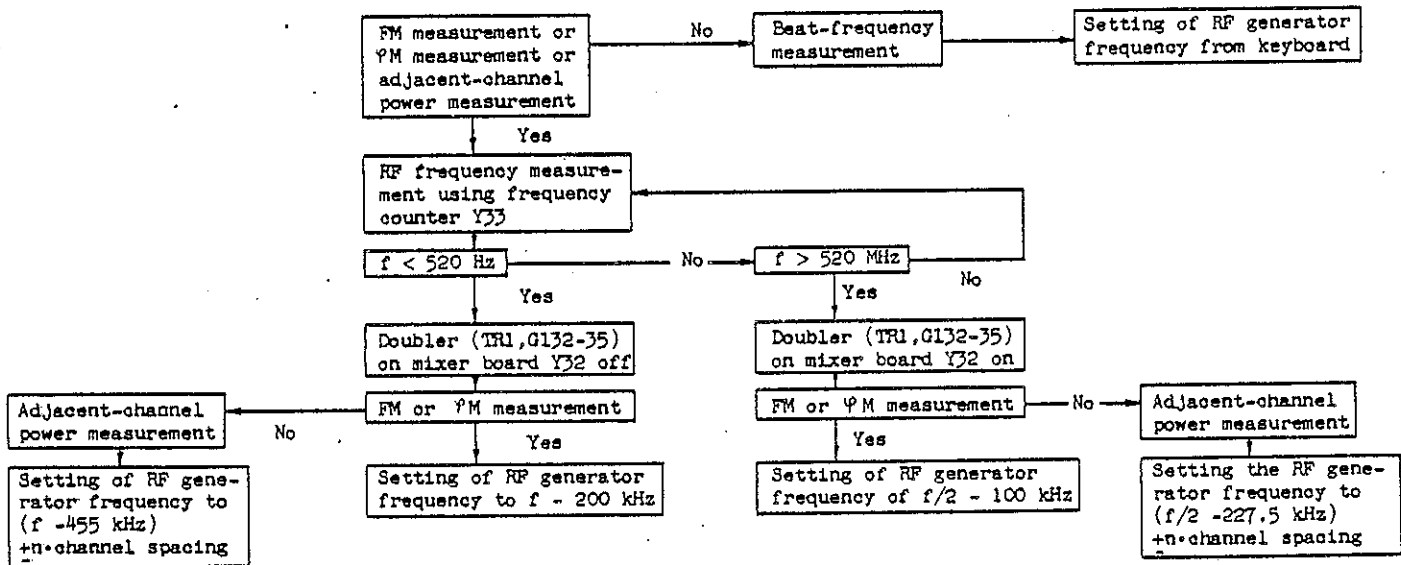 FM measurement or
φM measurement or
adjacent-channel
power measurement
No
Beat-frequency
measurement
Setting of RF generator
frequency from keyboard
Yes
RF frequency measure-
ment using frequency
counter Y33
f < 520 Hz
No
f > 520 MHz
No
Yes
Yes
Doubler (TR1,G132-35)
on mixer board Y32 off
Doubler (TR1,G132-35)
on mixer board Y32 on
Adjacent-channel
power measurement
No
FM or φM measurement
FM or φM measurement
No
Adjacent-channel
power measurement
Yes
Yes
Setting of RF gene-
rator frequency to
(f -455 kHz)
+n•channel spacing
Setting of RF generator
frequency to f - 200 kHz
Setting of RF generator
frequency of f/2 - 100 kHz
Setting the RF gene-
rator frequency to
(f/2 -227.5 kHz)
+n•channel spacing